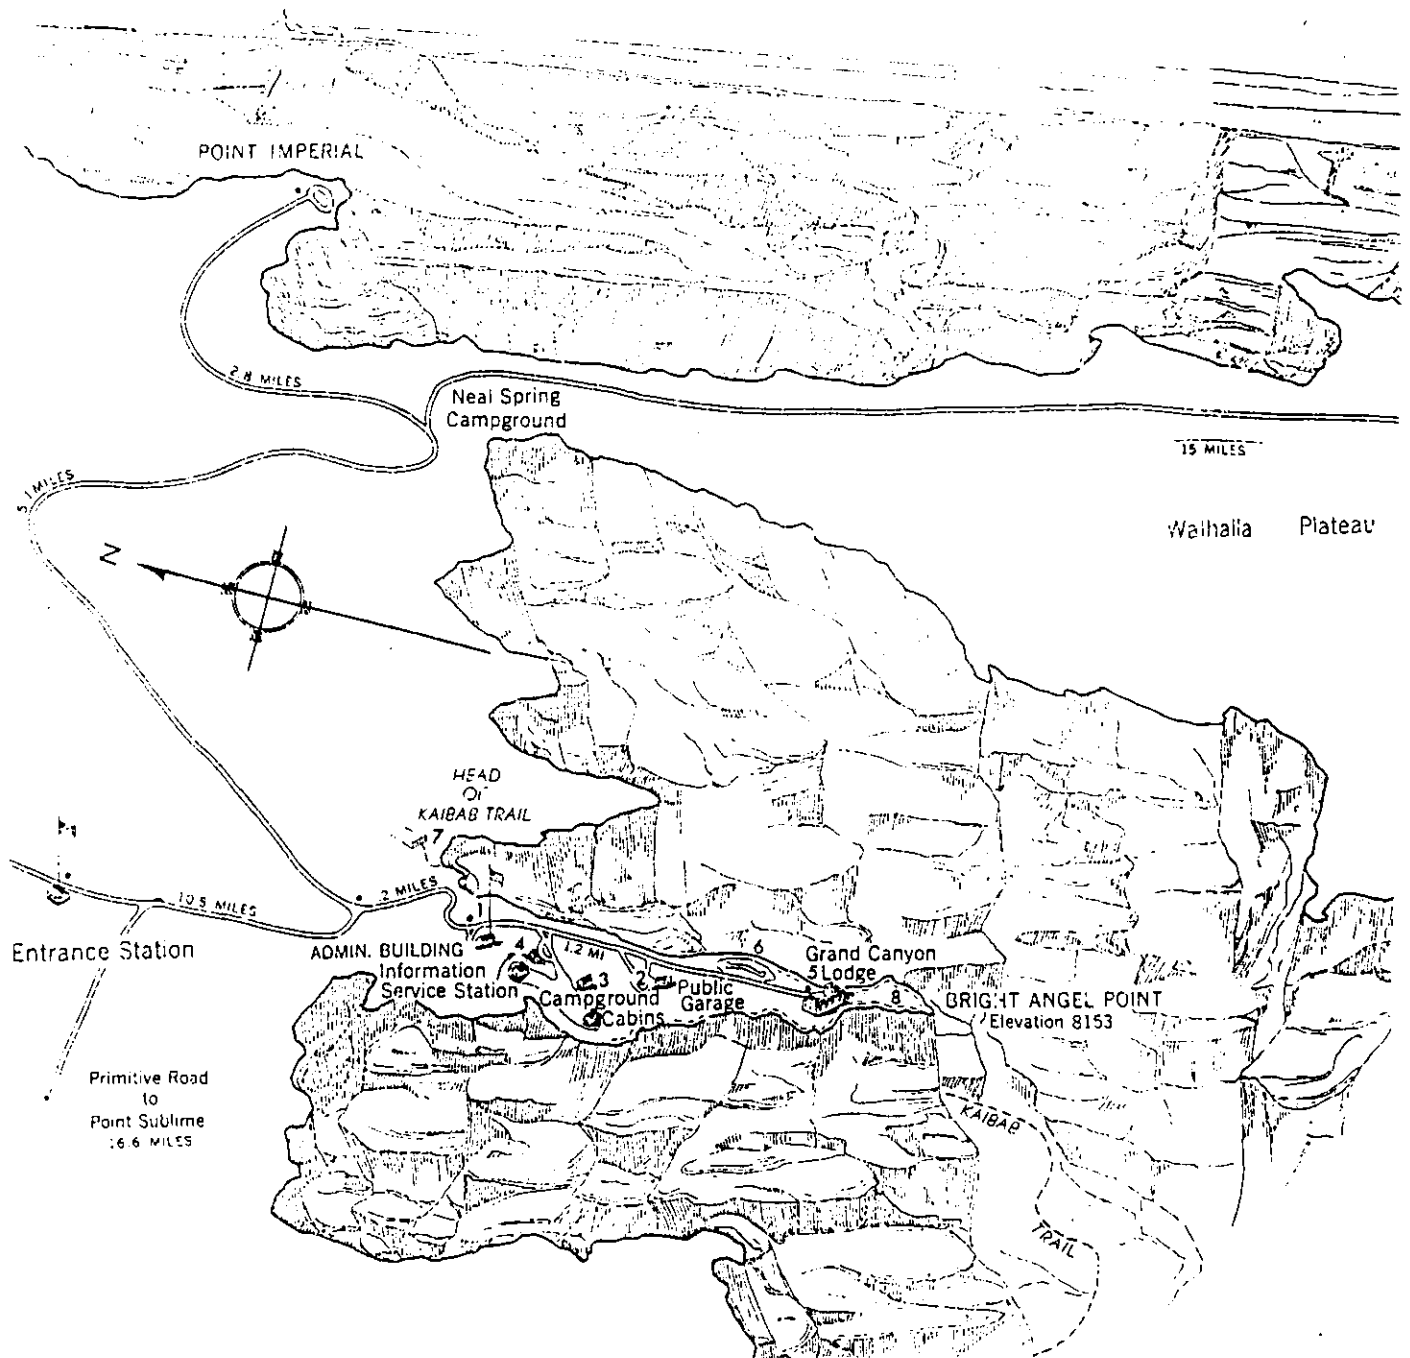 POINT IMPERIAL
2.8 MILES
Neal Spring
Campground
15 MILES
5.1 MILES
Walhalla Plateau
N
HEAD
OF
KAIBAB TRAIL
7
2 MILES
10.5 MILES
1
Entrance Station
ADMIN. BUILDING
Information
Service Station
4
1.2 MI
3
2
Campground
Cabins
Public
Garage
6
Grand Canyon
5 Lodge
8
BRIGHT ANGEL POINT
Elevation 8153
Primitive Road
to
Point Sublime
16.6 MILES
KAIBAB
TRAIL